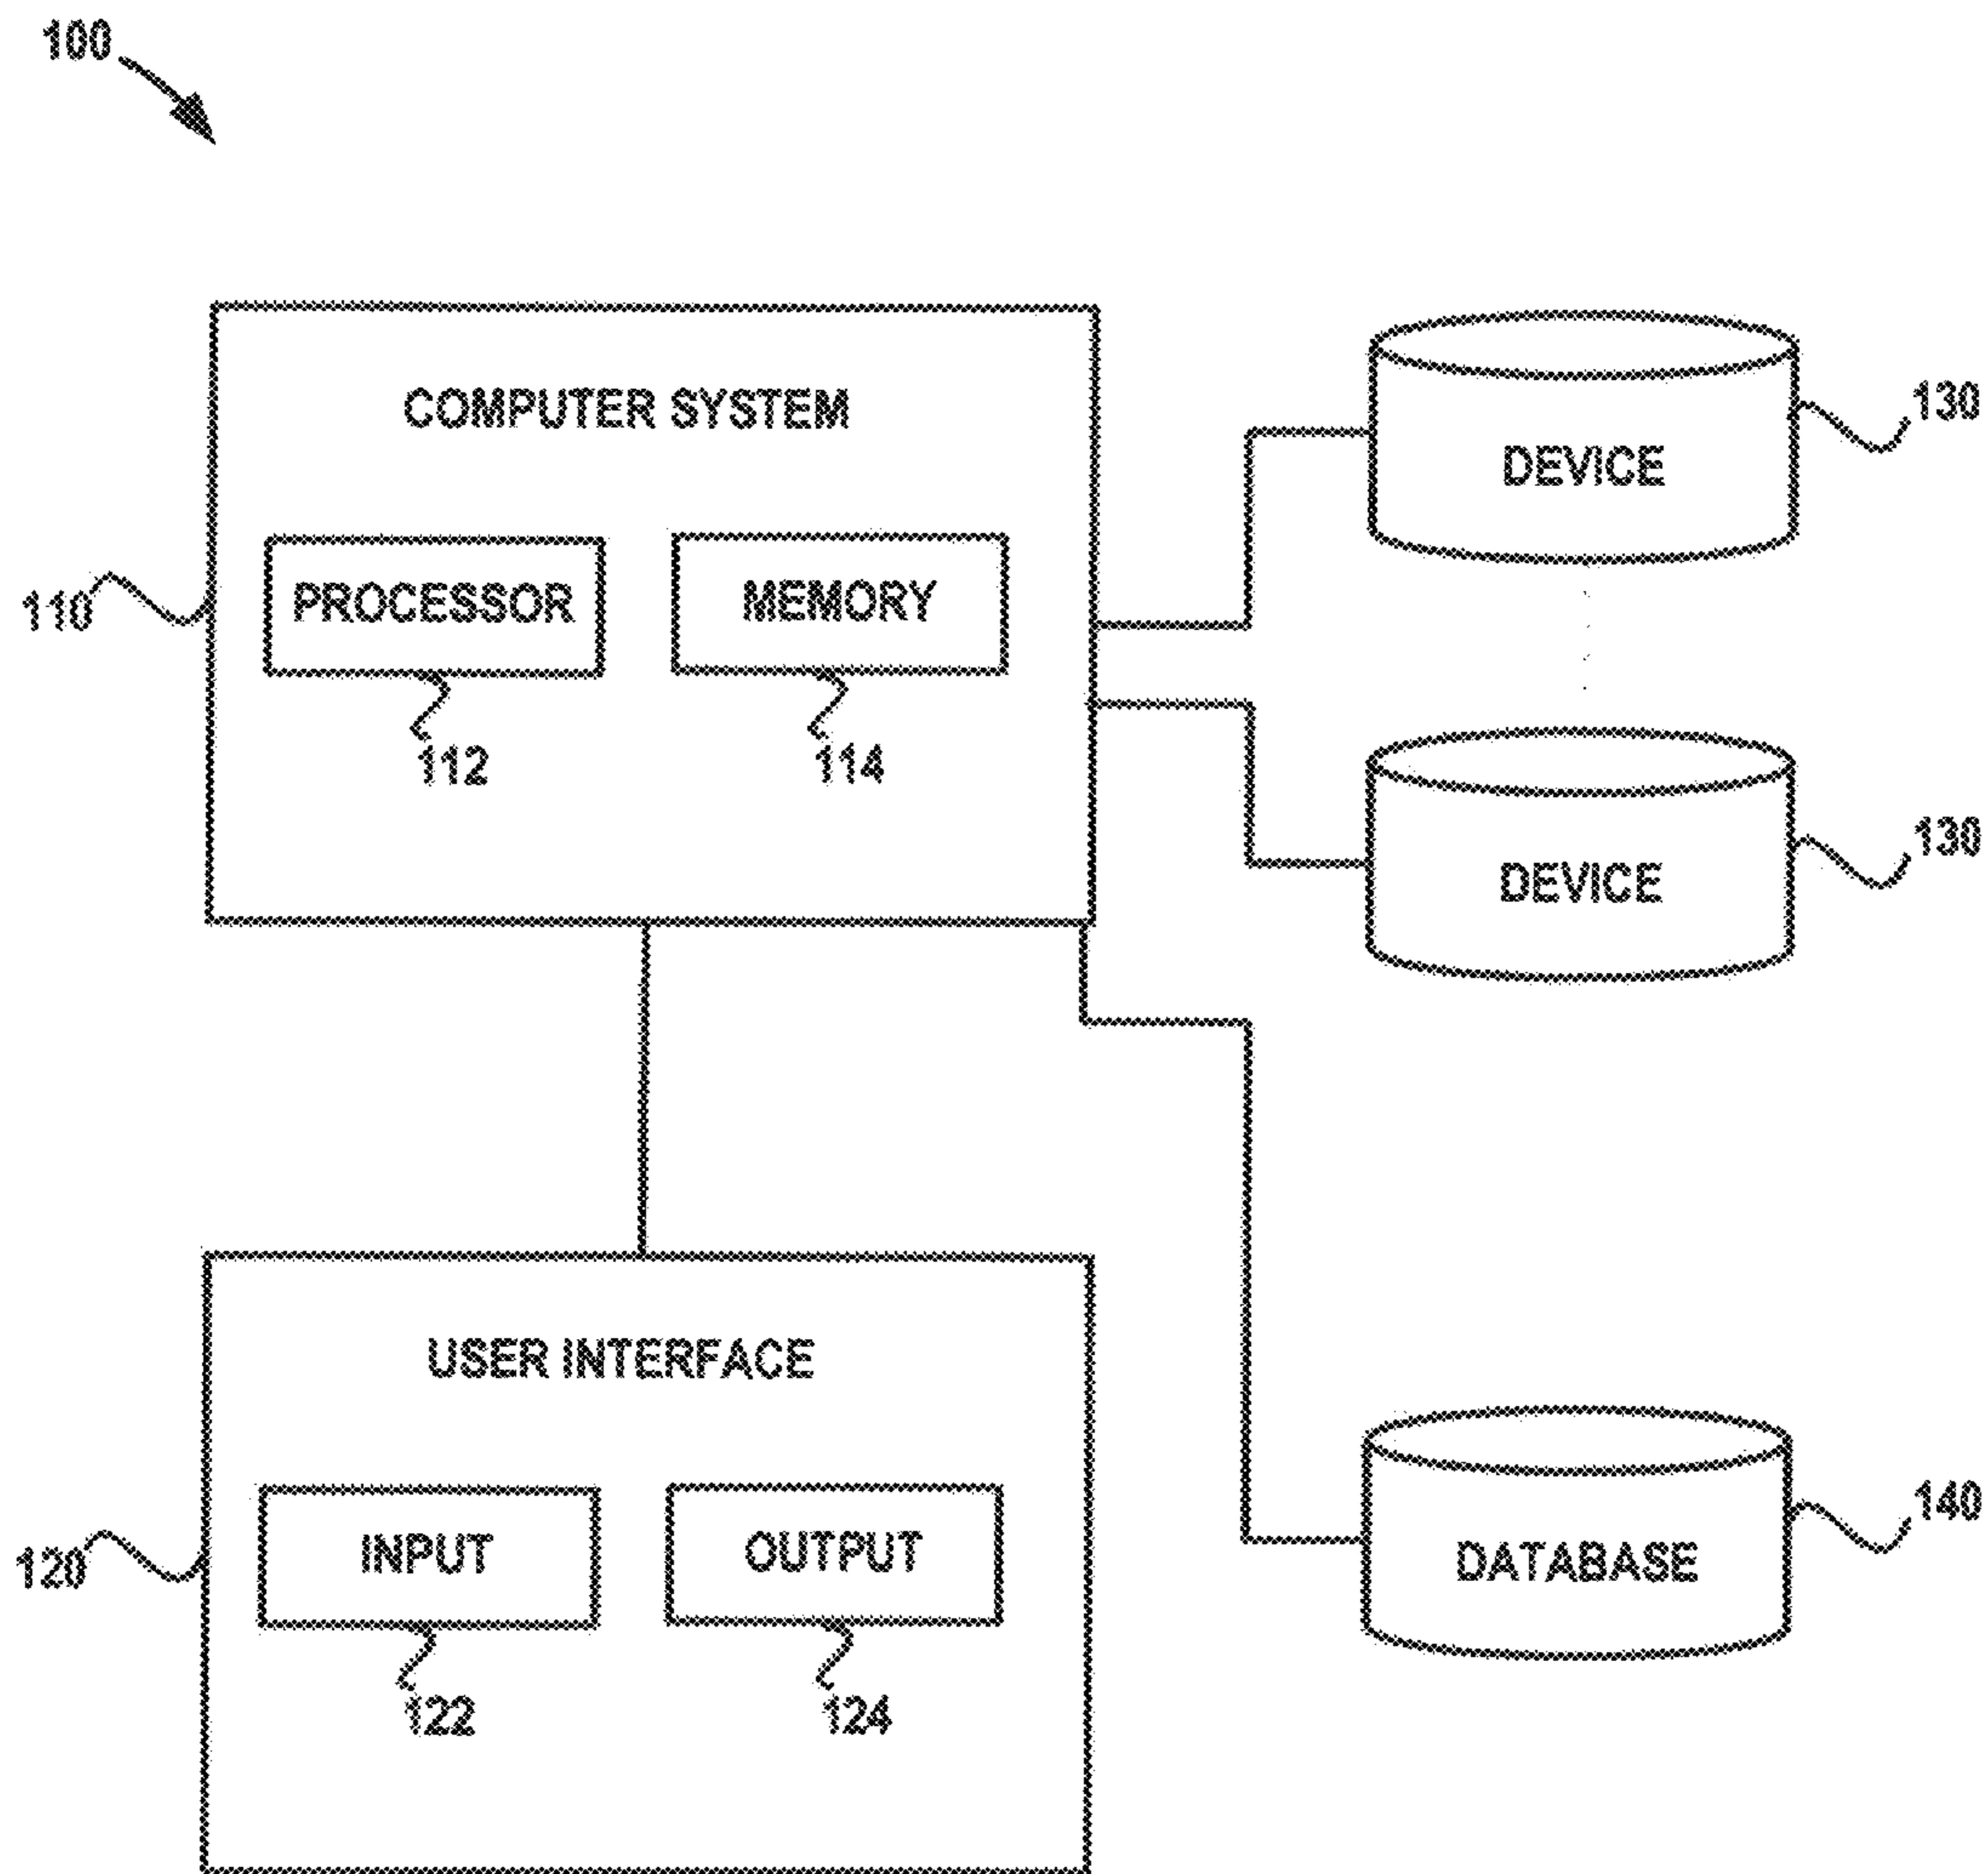 100
COMPUTER SYSTEM
130
DEVICE
110
PROCESSOR
MEMORY
112
114
130
DEVICE
USER INTERFACE
140
120
INPUT
OUTPUT
DATABASE
122
124